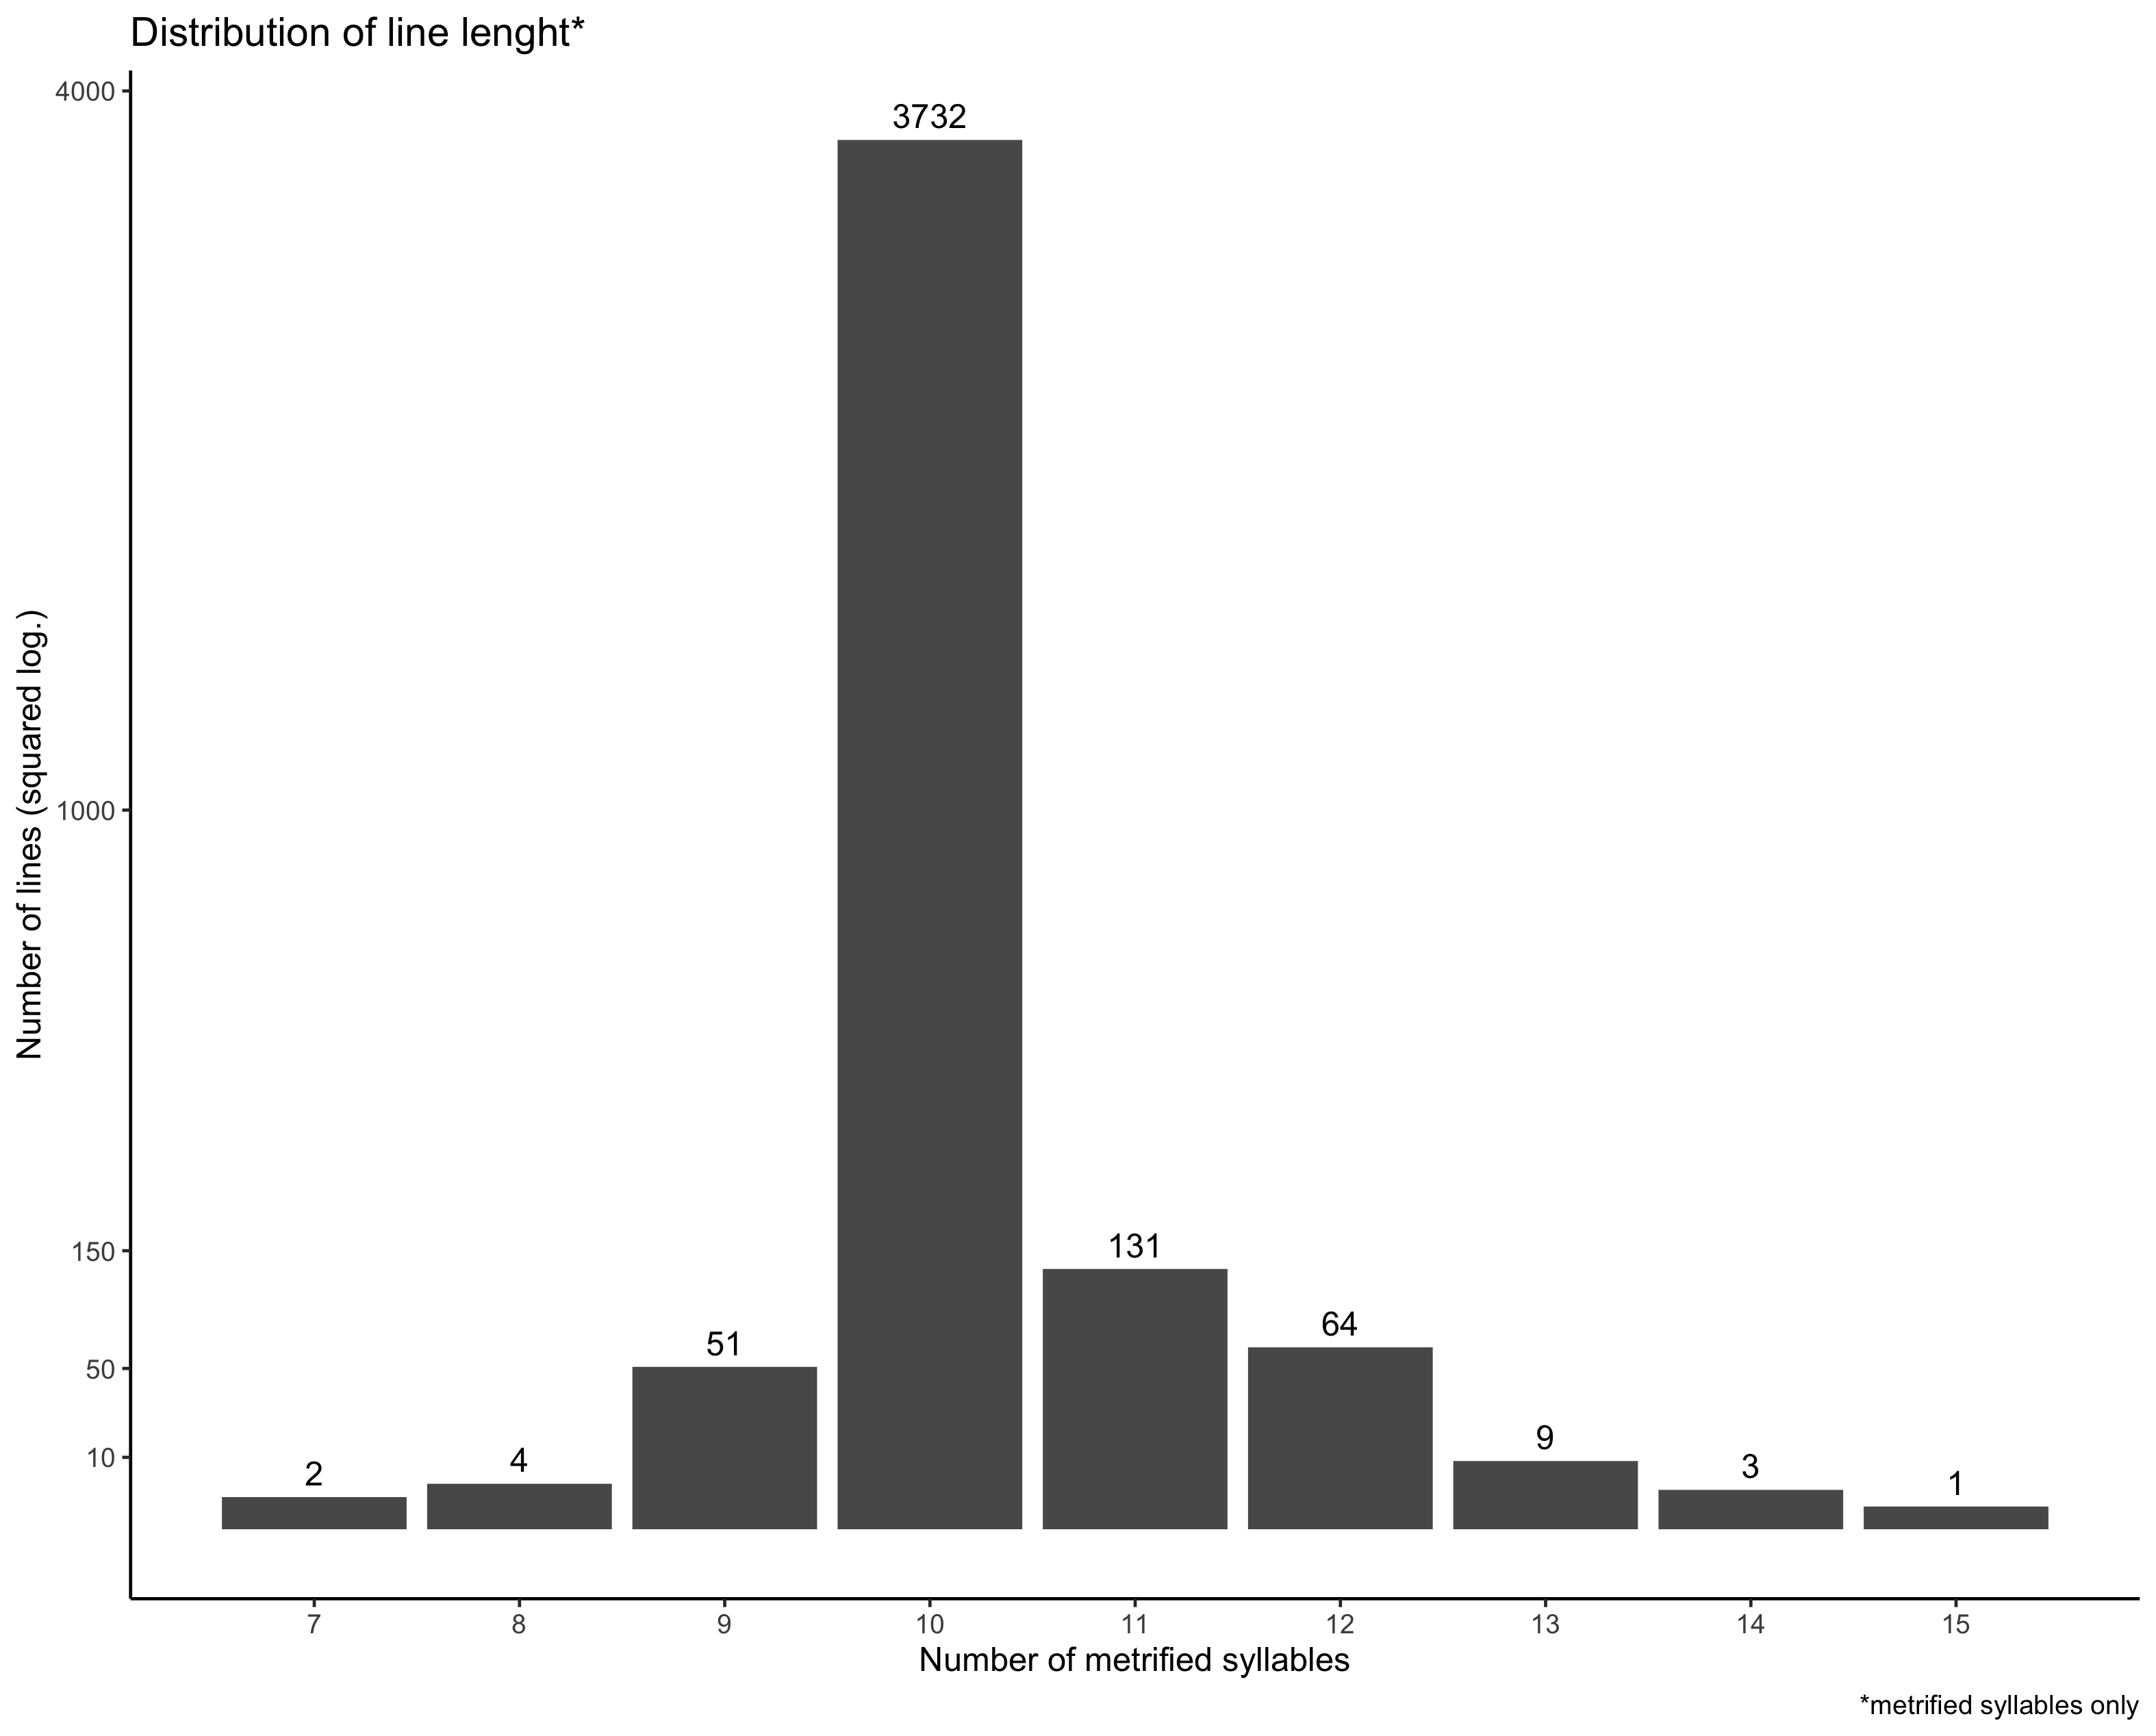 Distribution of line lenght*
Number of lines (squared log.)
4000
1000
150
50
10
2
4
51
3732
131
64
9
3
1
7 8 9 10 11 12 13 14 15
Number of metrified syllables
*metrified syllables only